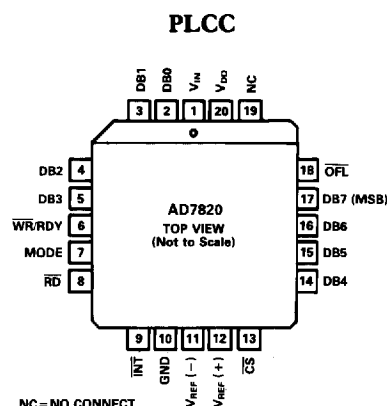 PLCC
DB1
DB0
VIN
VDD
NC
3
2
1
20
19
DB2 4
DB3 5
WR/RDY 6
MODE 7
RD 8
18 OFL
17 DB7 (MSB)
16 DB6
15 DB5
14 DB4
AD7820
TOP VIEW
(Not to Scale)
9
10
11
12
13
INT
GND
VREF (−)
VREF (+)
CS
NC = NO CONNECT